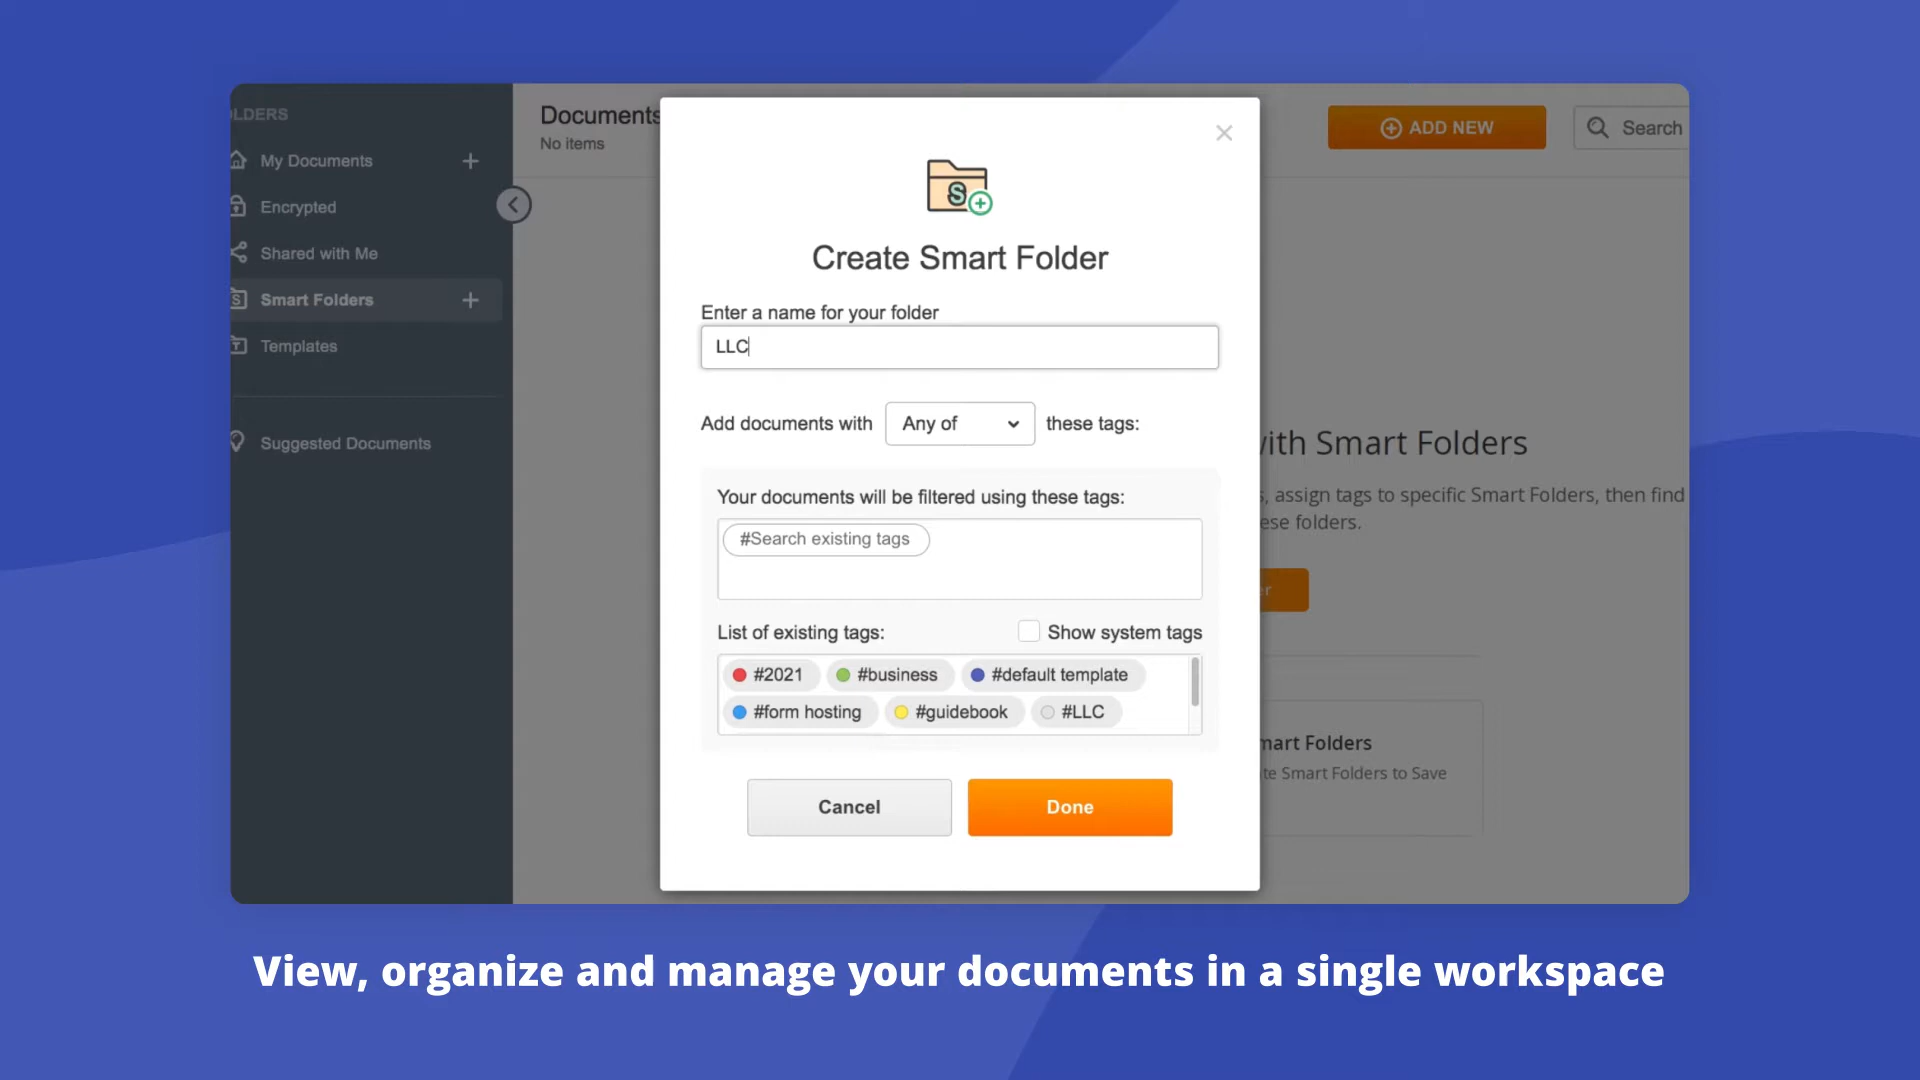 LDERS
My Documents
Encrypted
Shared with Me
Smart Folders
Templates
Suggested Documents
Documents
No items
ADD NEW
Search
Create Smart Folder
Enter a name for your folder
LLC
Add documents with Any of these tags:
Your documents will be filtered using these tags:
#Search existing tags
List of existing tags: Show system tags
#2021 #business #default template
#form hosting #guidebook #LLC
Cancel Done
with Smart Folders
s, assign tags to specific Smart Folders, then find
ese folders.
er
mart Folders
te Smart Folders to Save
View, organize and manage your documents in a single workspace